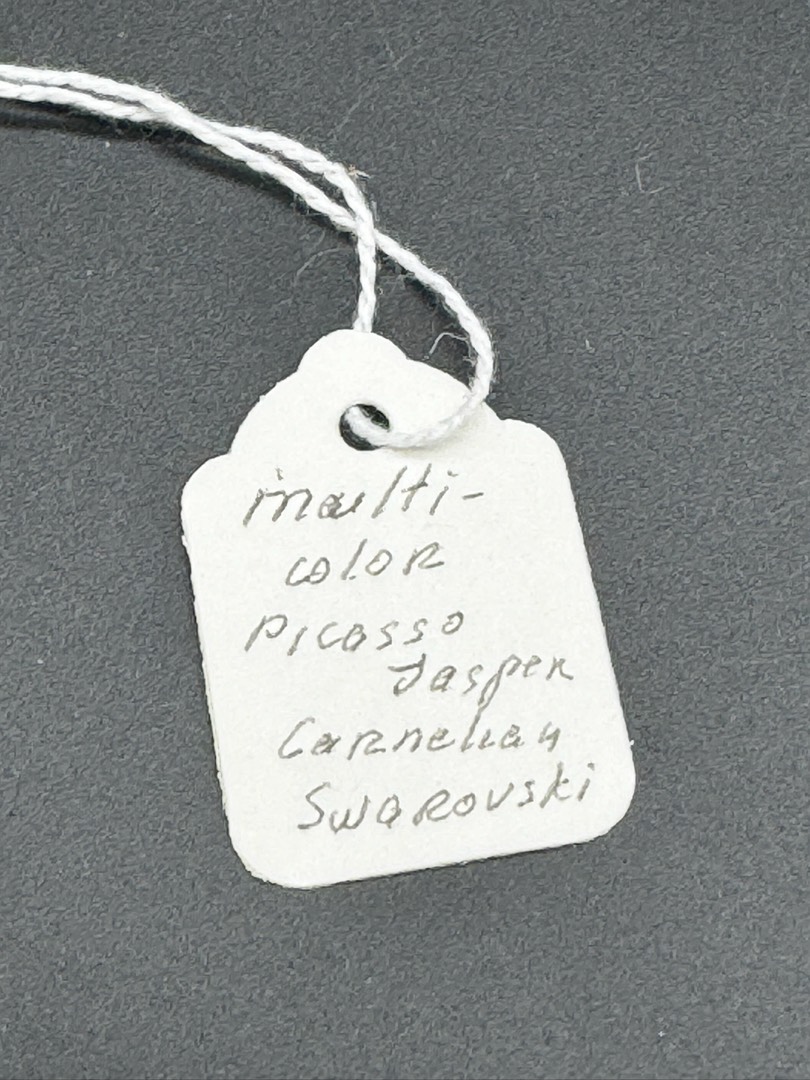 multi-
color
Picasso
Jasper
Carnelian
Swarovski